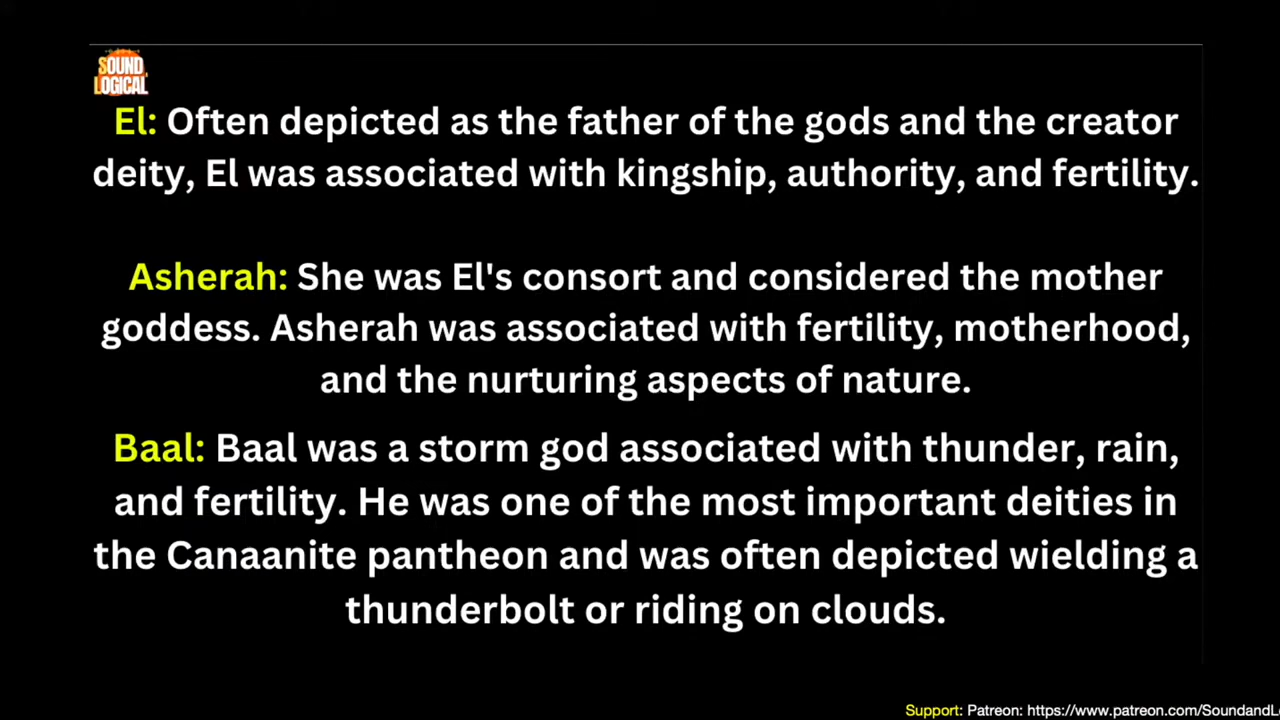 SOUND
LOGICAL
El: Often depicted as the father of the gods and the creator
deity, El was associated with kingship, authority, and fertility.
Asherah: She was El's consort and considered the mother
goddess. Asherah was associated with fertility, motherhood,
and the nurturing aspects of nature.
Baal: Baal was a storm god associated with thunder, rain,
and fertility. He was one of the most important deities in
the Canaanite pantheon and was often depicted wielding a
thunderbolt or riding on clouds.
Support: Patreon: https://www.patreon.com/SoundandL